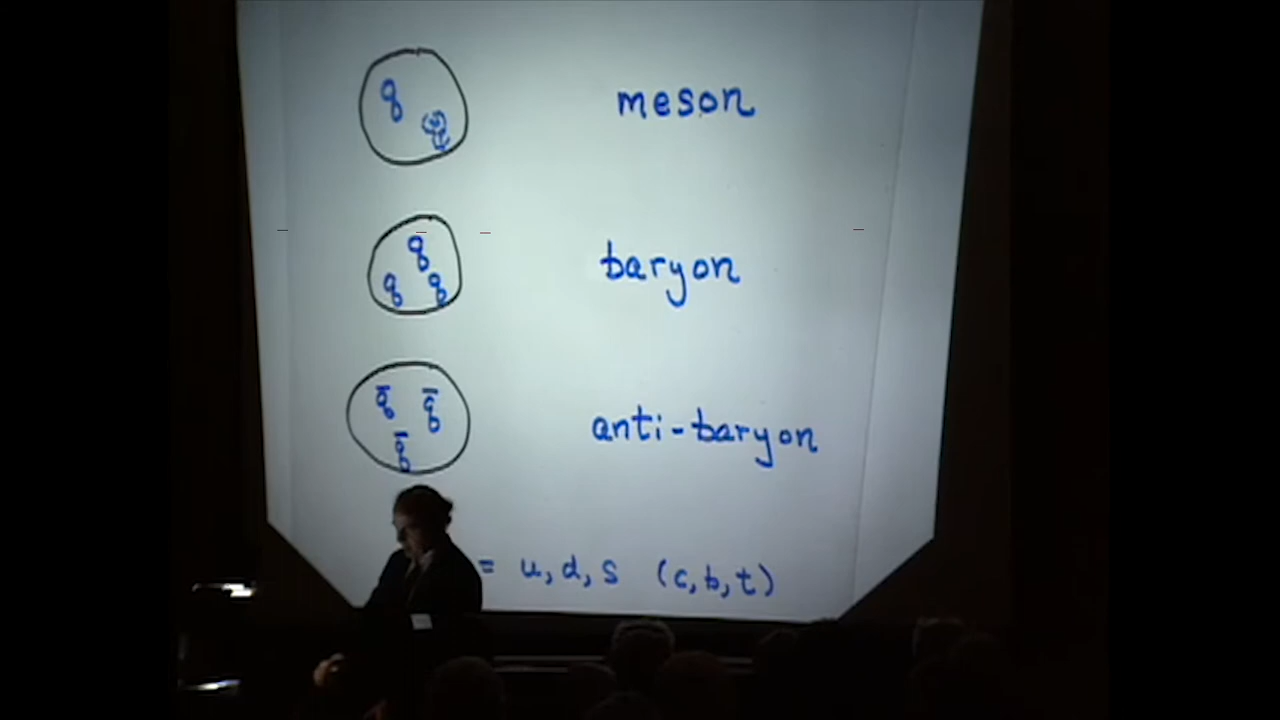 q meson
q
q q baryon
q̅ q̅
q̅ anti-baryon
= u, d, s (c, b, t)